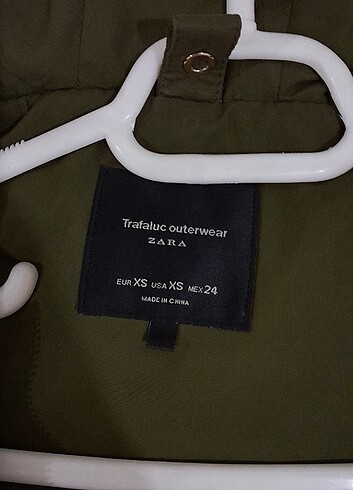 Trafaluc outerwear
ZARA
EUR XS USA XS MEX 24
MADE IN CHINA